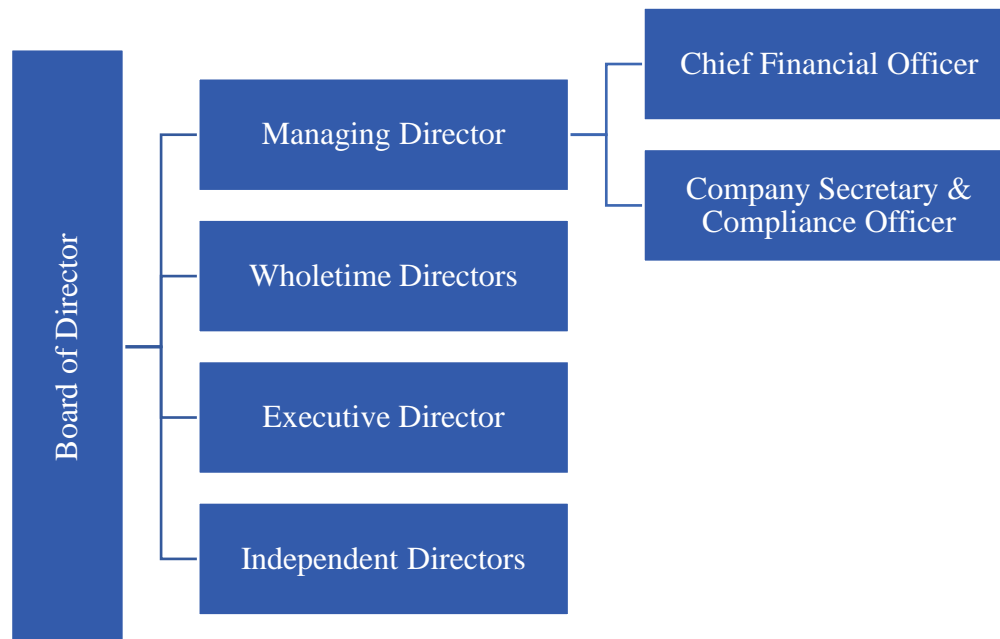 Board of Director
Managing Director
Wholetime Directors
Executive Director
Independent Directors
Chief Financial Officer
Company Secretary &
Compliance Officer